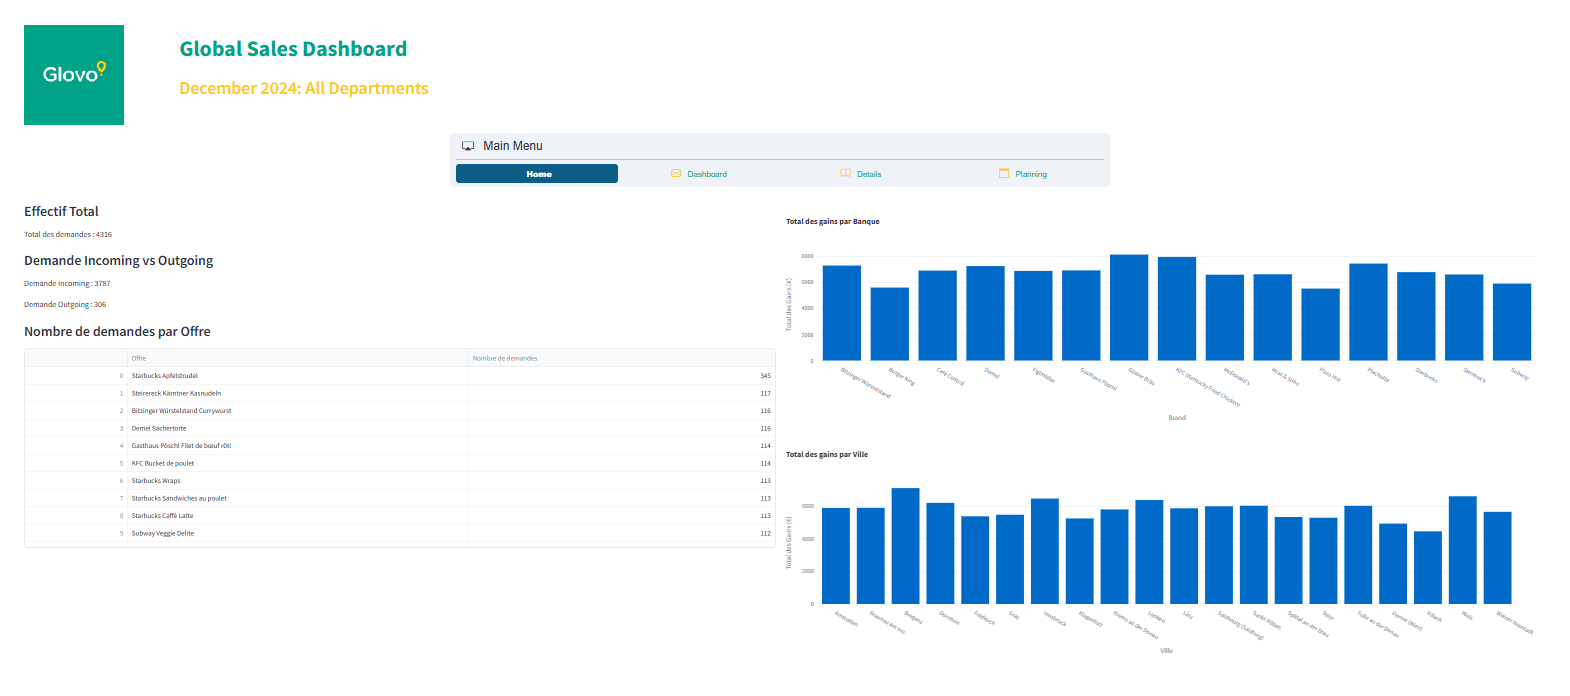 Glovo
Global Sales Dashboard
December 2024: All Departments
Main Menu
Home
Dashboard
Details
Planning
Effectif Total
Total des demandes : 4316
Demande Incoming vs Outgoing
Demande Incoming : 3787
Demande Outgoing : 306
Nombre de demandes par Offre
Offre Nombre de demandes
0 Starbucks Apfelstrudel 345
1 Steirereck Kärntner Kasnudeln 117
2 Bitzinger Würstelstand Currywurst 116
3 Demel Sachertorte 116
4 Gasthaus Pöschl Filet de bœuf rôti 114
5 KFC Bucket de poulet 114
6 Starbucks Wraps 113
7 Starbucks Sandwiches au poulet 113
8 Starbucks Caffè Latte 113
9 Subway Veggie Delite 112
Total des gains par Banque
Total des Gains (€)
8000
6000
4000
2000
0
Bitzinger Würstelstand
Burger King
Café Central
Demel
Figlmüller
Gasthaus Pöschl
Gösser Bräu
KFC (Kentucky Fried Chicken)
McDonald's
Pizza Hut
Plachutta
Starbucks
Steirereck
Subway
Brand
Total des gains par Ville
Total des Gains (€)
6000
4000
2000
0
Amstetten
Braunau am Inn
Bregenz
Dornbirn
Feldkirch
Graz
Innsbruck
Klagenfurt
Krems an der Donau
Leoben
Linz
Salzbourg (Salzburg)
Sankt Pölten
Spittal an der Drau
Steyr
Tulln an der Donau
Vienne (Wien)
Villach
Wels
Wiener Neustadt
Ville